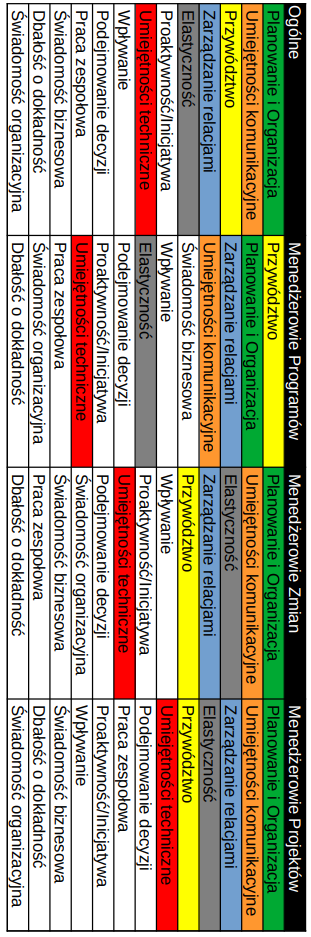 Ogólne Menedżerowie Programów Menedżerowie Zmian Menedżerowie Projektów
Planowanie i Organizacja Przywództwo Planowanie i Organizacja Planowanie i Organizacja
Umiejętności komunikacyjne Planowanie i Organizacja Umiejętności komunikacyjne Umiejętności komunikacyjne
Przywództwo Zarządzanie relacjami Elastyczność Zarządzanie relacjami
Zarządzanie relacjami Umiejętności komunikacyjne Zarządzanie relacjami Elastyczność
Elastyczność Świadomość biznesowa Przywództwo Przywództwo
Proaktywność/Inicjatywa Wpływanie Wpływanie Umiejętności techniczne
Umiejętności techniczne Elastyczność Proaktywność/Inicjatywa Podejmowanie decyzji
Wpływanie Podejmowanie decyzji Umiejętności techniczne Praca zespołowa
Podejmowanie decyzji Proaktywność/Inicjatywa Podejmowanie decyzji Proaktywność/Inicjatywa
Praca zespołowa Umiejętności techniczne Świadomość organizacyjna Wpływanie
Świadomość biznesowa Praca zespołowa Świadomość biznesowa Świadomość biznesowa
Dbałość o dokładność Świadomość organizacyjna Praca zespołowa Dbałość o dokładność
Świadomość organizacyjna Dbałość o dokładność Dbałość o dokładność Świadomość organizacyjna